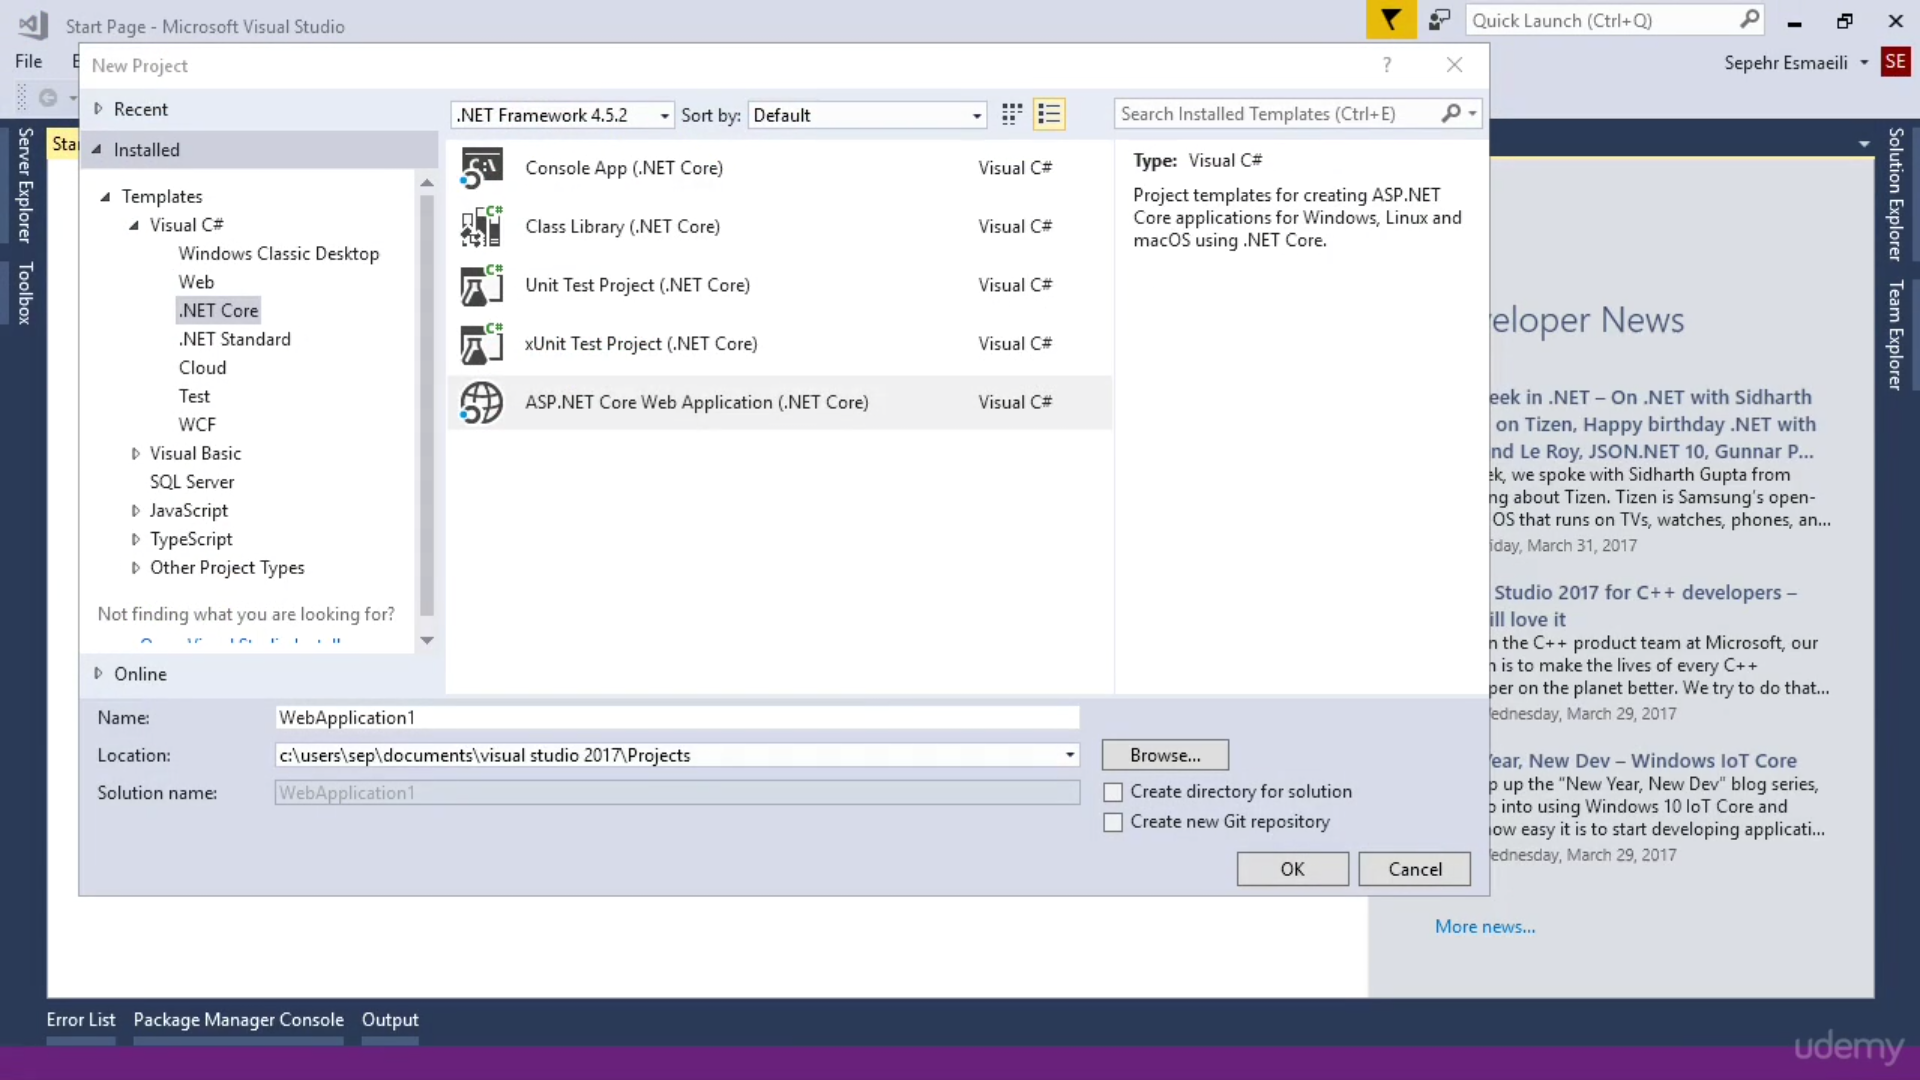 Start Page - Microsoft Visual Studio
Quick Launch (Ctrl+Q)
File
Sepehr Esmaeili
SE
New Project
?
Recent
Installed
.NET Framework 4.5.2
Sort by:
Default
Search Installed Templates (Ctrl+E)
Templates
Visual C#
Windows Classic Desktop
Web
.NET Core
.NET Standard
Cloud
Test
WCF
Visual Basic
SQL Server
JavaScript
TypeScript
Other Project Types
Not finding what you are looking for?
Online
Console App (.NET Core)
Visual C#
Class Library (.NET Core)
Visual C#
Unit Test Project (.NET Core)
Visual C#
xUnit Test Project (.NET Core)
Visual C#
ASP.NET Core Web Application (.NET Core)
Visual C#
Type: Visual C#
Project templates for creating ASP.NET
Core applications for Windows, Linux and
macOS using .NET Core.
Name:
WebApplication1
Location:
c:\users\sep\documents\visual studio 2017\Projects
Browse...
Solution name:
WebApplication1
Create directory for solution
Create new Git repository
OK
Cancel
Server Explorer
Toolbox
Solution Explorer
Team Explorer
veloper News
eek in .NET – On .NET with Sidharth
on Tizen, Happy birthday .NET with
nd Le Roy, JSON.NET 10, Gunnar P...
ek, we spoke with Sidharth Gupta from
ng about Tizen. Tizen is Samsung's open-
OS that runs on TVs, watches, phones, an...
iday, March 31, 2017
Studio 2017 for C++ developers –
ill love it
n the C++ product team at Microsoft, our
n is to make the lives of every C++
per on the planet better. We try to do that...
ednesday, March 29, 2017
Year, New Dev – Windows IoT Core
p up the "New Year, New Dev" blog series,
o into using Windows 10 IoT Core and
how easy it is to start developing applicati...
ednesday, March 29, 2017
More news...
Error List
Package Manager Console
Output
udemy